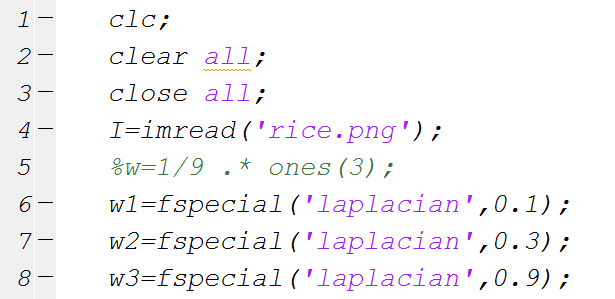 1 – clc;
2 – clear all;
3 – close all;
4 – I=imread('rice.png');
5 %w=1/9 .* ones(3);
6 – w1=fspecial('laplacian',0.1);
7 – w2=fspecial('laplacian',0.3);
8 – w3=fspecial('laplacian',0.9);